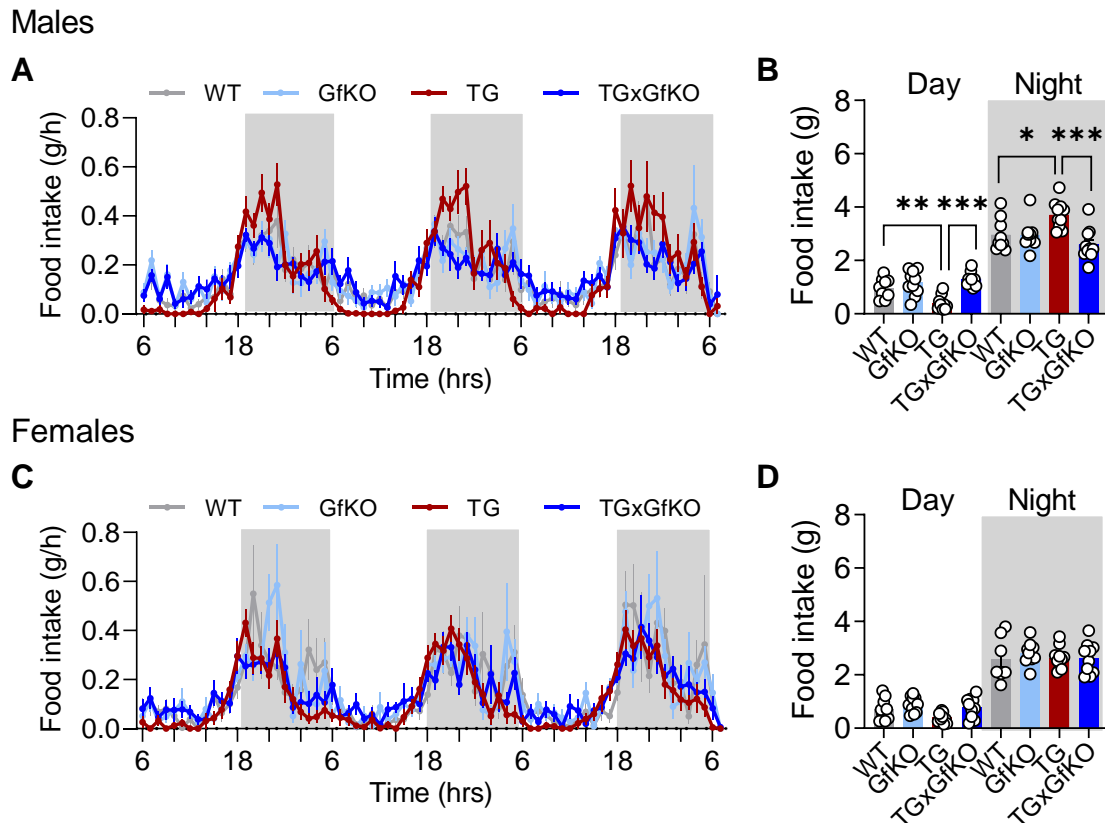 Males
A
WT GfKO TG TGxGfKO
Food intake (g/h)
0.8
0.6
0.4
0.2
0.0
6 18 6 18 6 18 6
Time (hrs)
B
Day Night
Food intake (g)
8
6
4
2
0
* ***
** ***
WT GfKO TG TGxGfKO WT GfKO TG TGxGfKO
Females
C
WT GfKO TG TGxGfKO
Food intake (g/h)
0.8
0.6
0.4
0.2
0.0
6 18 6 18 6 18 6
Time (hrs)
D
Day Night
Food intake (g)
8
6
4
2
0
WT GfKO TG TGxGfKO WT GfKO TG TGxGfKO